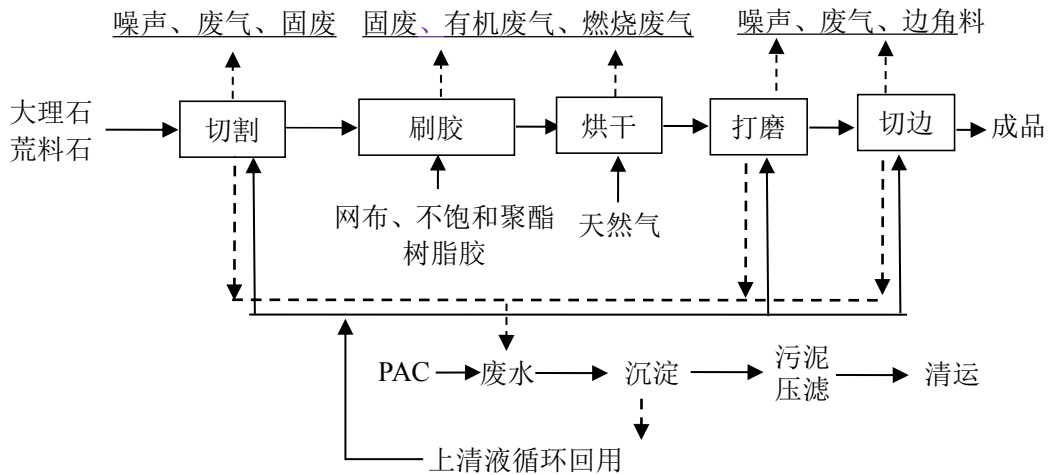 噪声、废气、固废
固废、有机废气、燃烧废气
噪声、废气、边角料
大理石
荒料石
切割
刷胶
烘干
打磨
切边
成品
网布、不饱和聚酯
树脂胶
天然气
PAC
废水
沉淀
污泥
压滤
清运
上清液循环回用